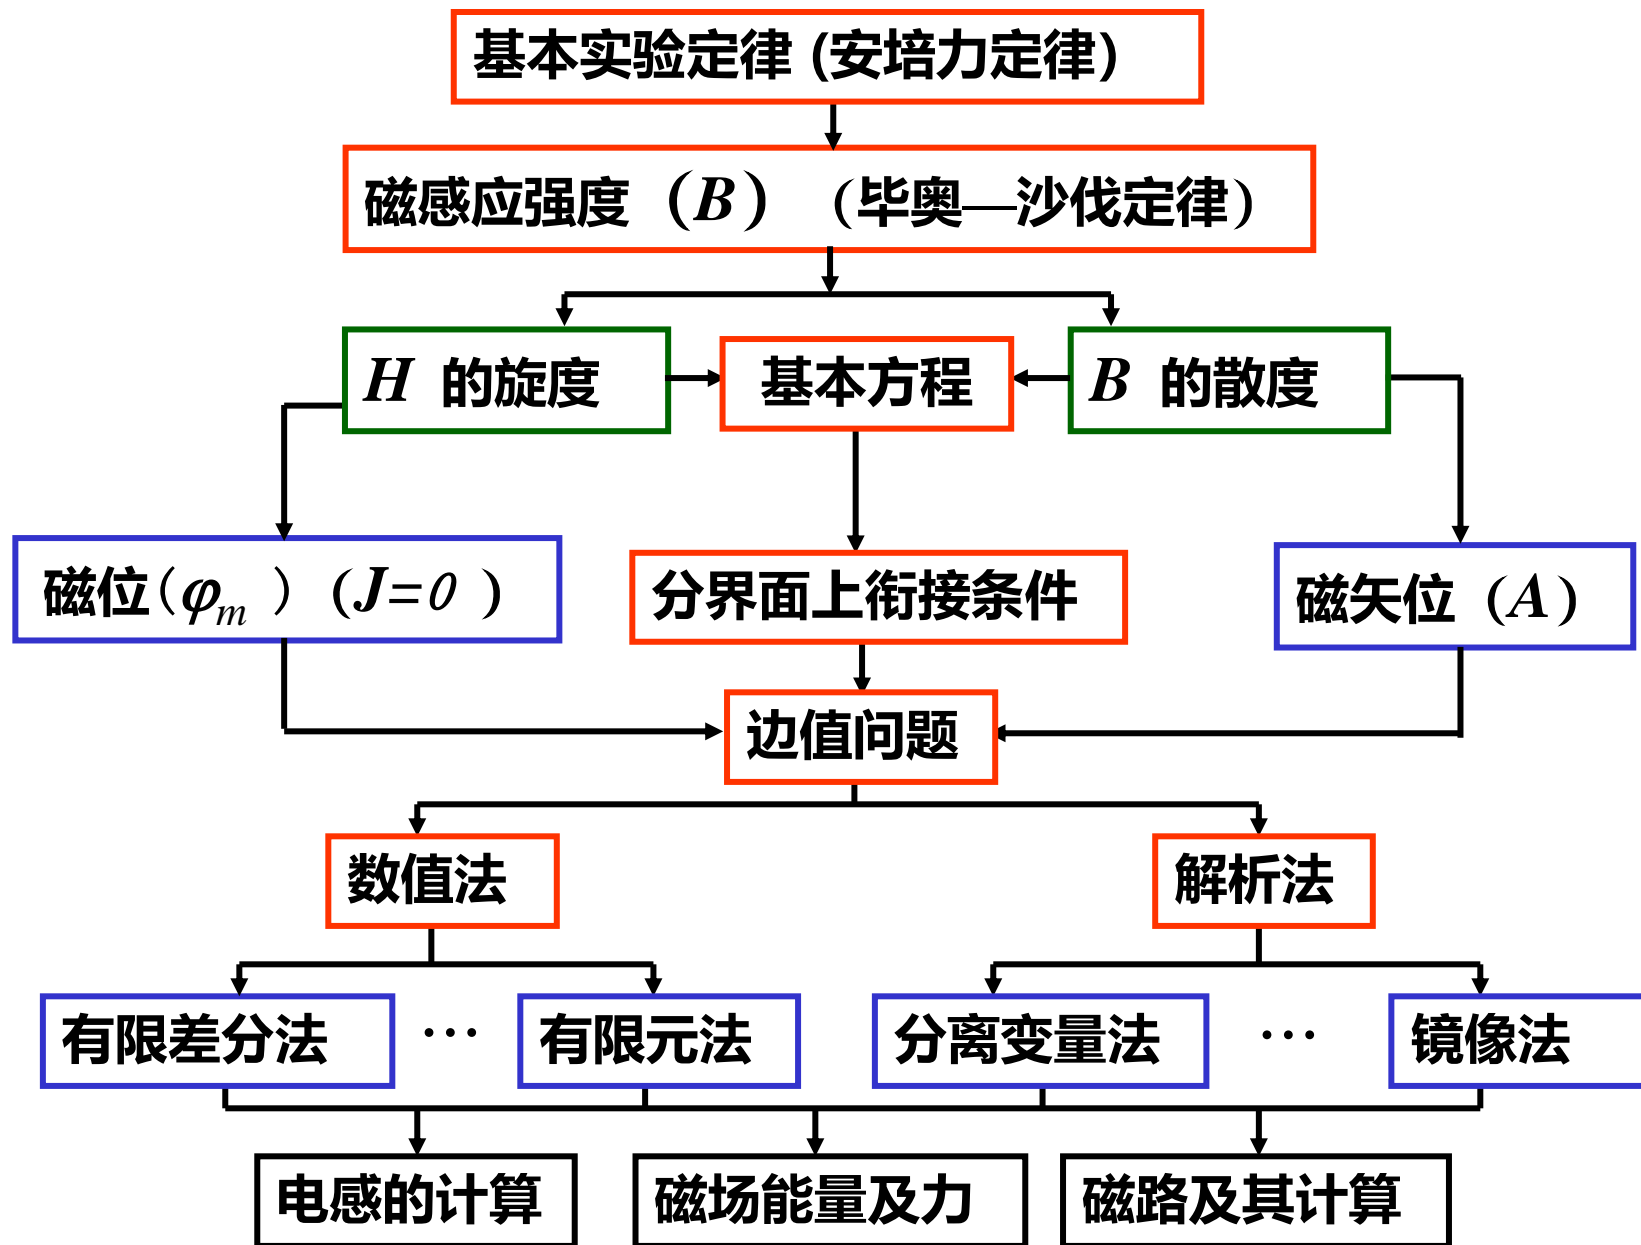 基本实验定律 (安培力定律)
磁感应强度 (B) (毕奥—沙伐定律)
H 的旋度
基本方程
B 的散度
磁位(φm) (J=0)
分界面上衔接条件
磁矢位 (A)
边值问题
数值法
解析法
有限差分法
···
有限元法
分离变量法
···
镜像法
电感的计算
磁场能量及力
磁路及其计算